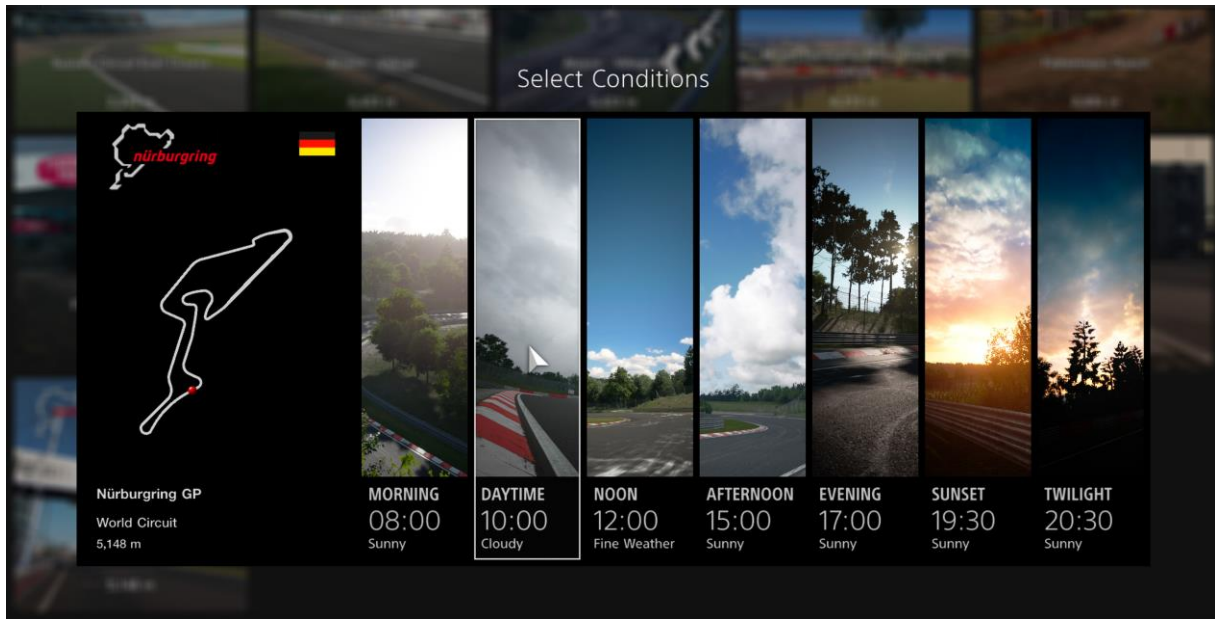 Select Conditions
nürburgring
Nürburgring GP
World Circuit
5,148 m
MORNING
08:00
Sunny
DAYTIME
10:00
Cloudy
NOON
12:00
Fine Weather
AFTERNOON
15:00
Sunny
EVENING
17:00
Sunny
SUNSET
19:30
Sunny
TWILIGHT
20:30
Sunny